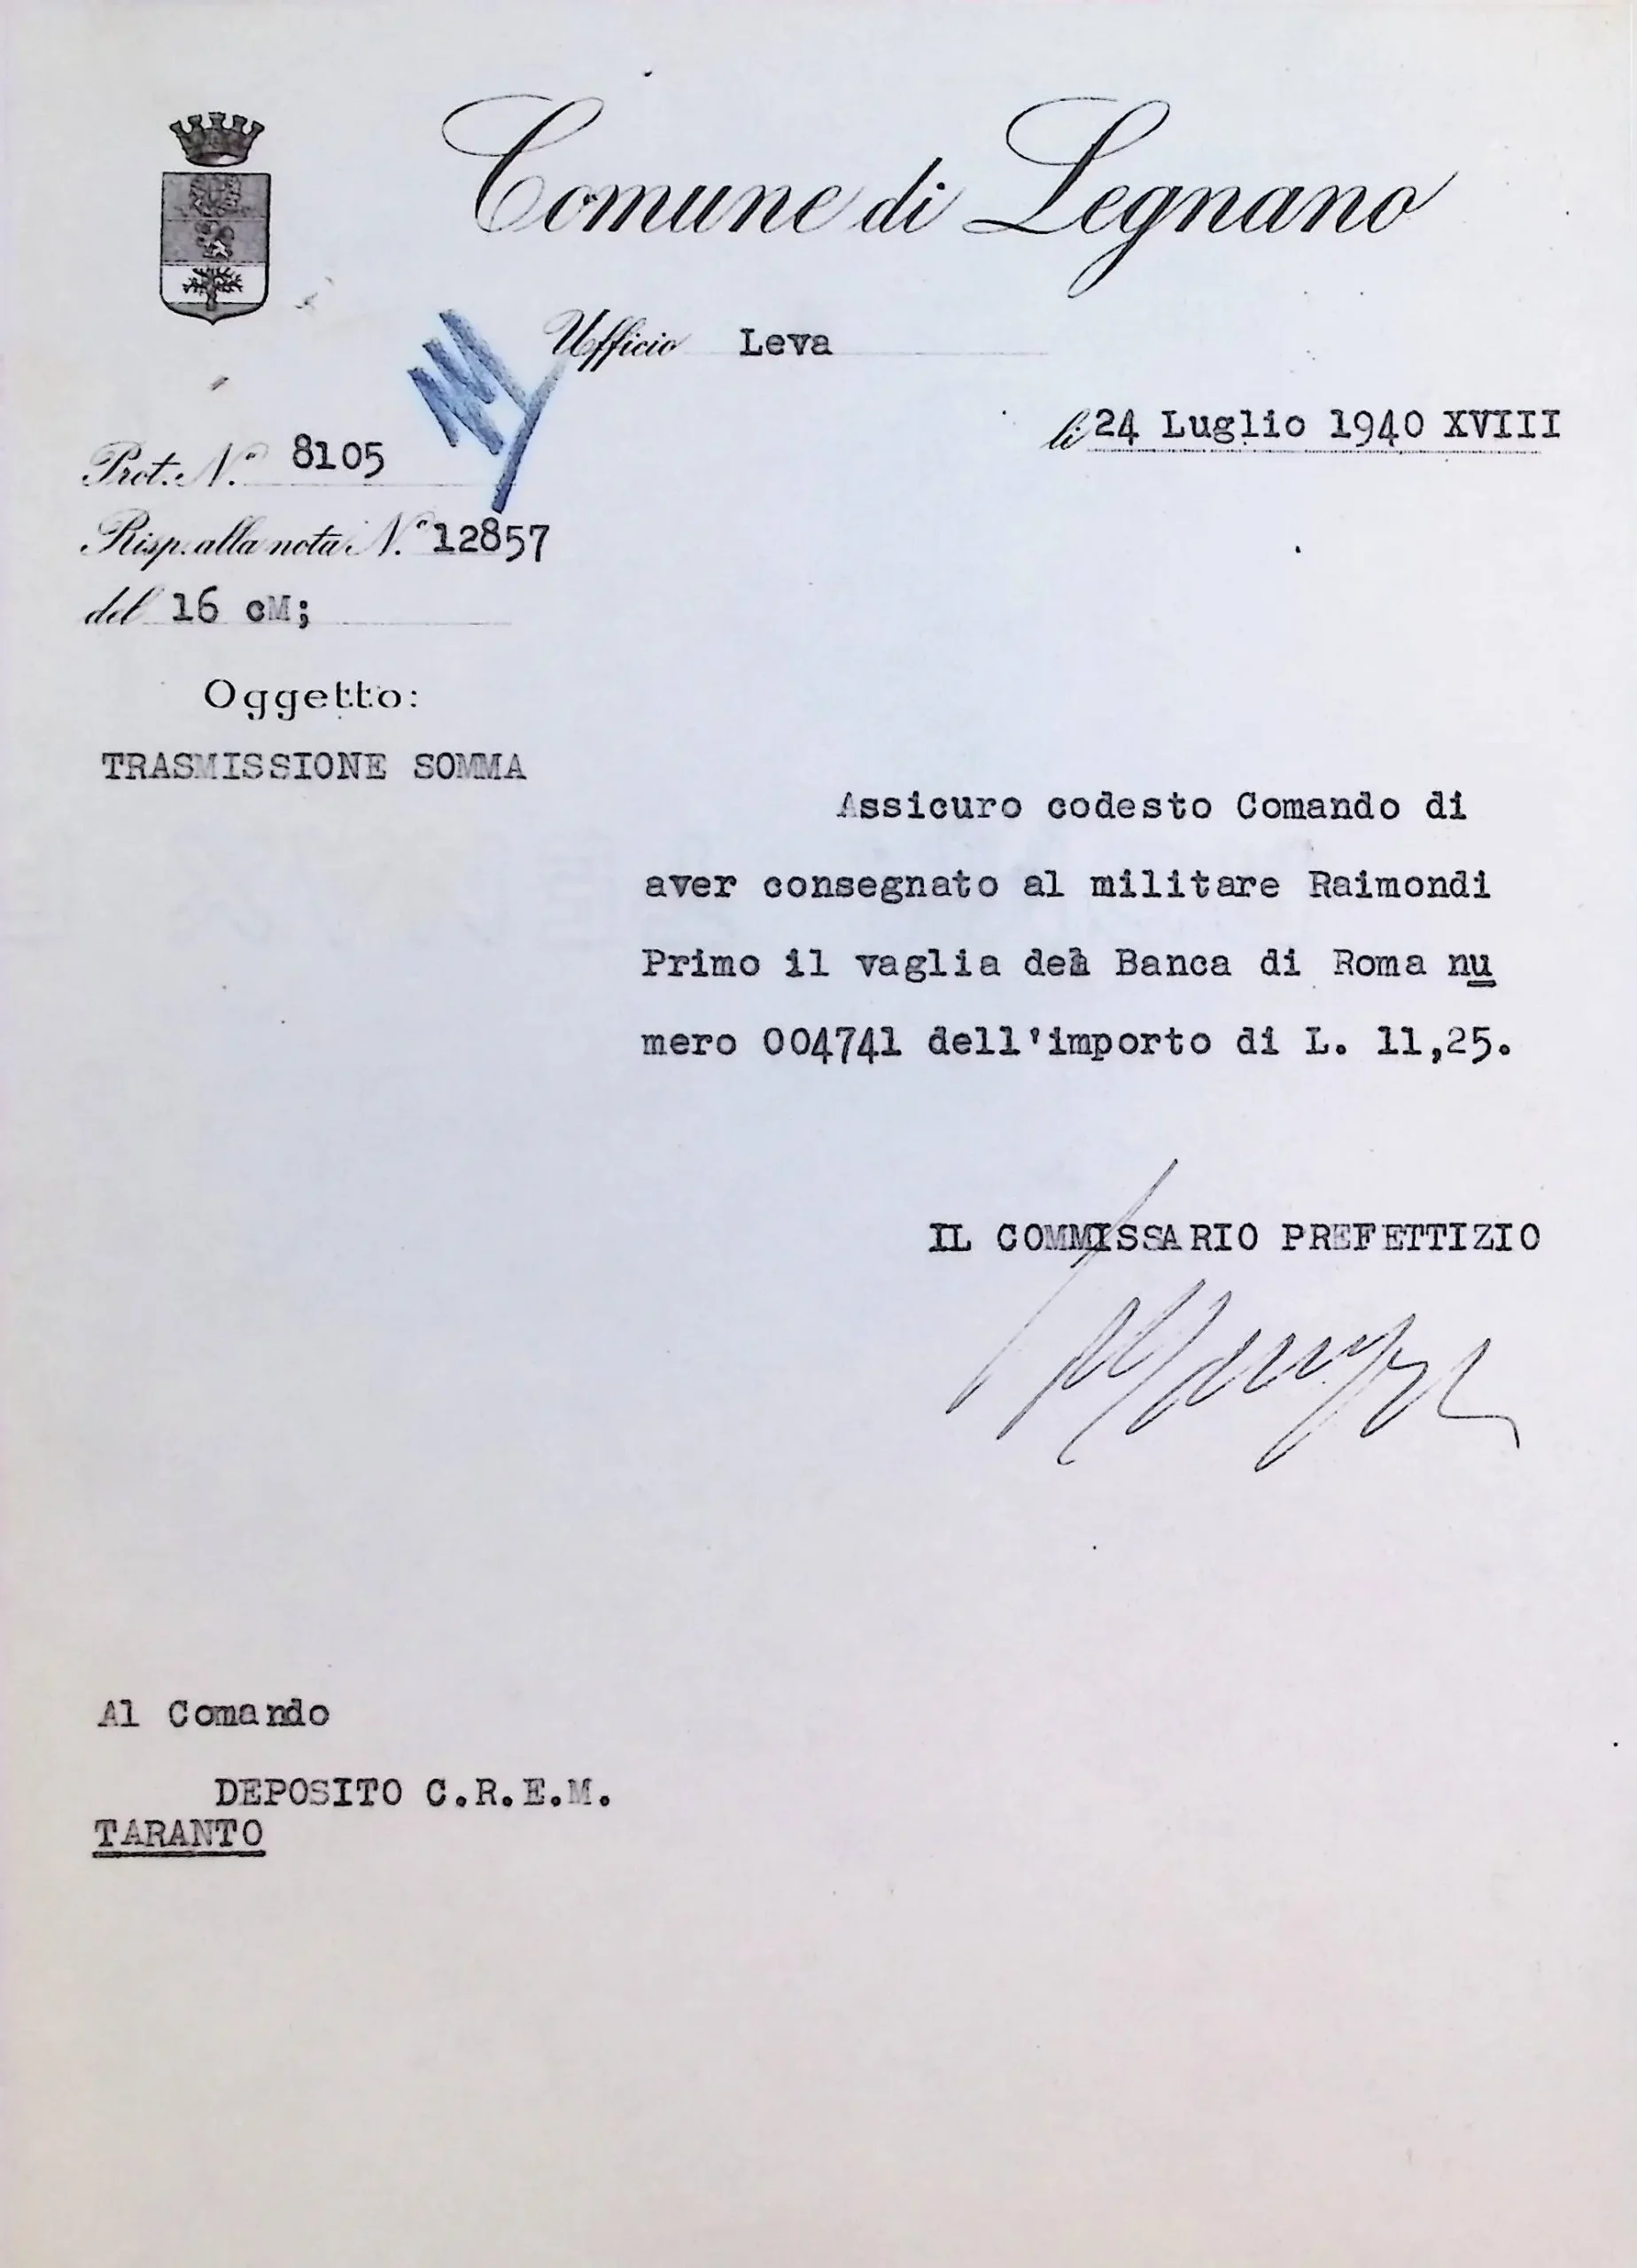 Comune di Legnano
Ufficio Leva
li 24 Luglio 1940 XVIII
Prot. N.° 8105
Risp. alla nota N.° 12857
del 16 cM;
Oggetto:
TRASMISSIONE SOMMA
Assicuro codesto Comando di
aver consegnato al militare Raimondi
Primo il vaglia del Banca di Roma nu
mero 004741 dell'importo di L. 11,25.
IL COMMISSARIO PREFETTIZIO
Al Comando
DEPOSITO C.R.E.M.
TARANTO